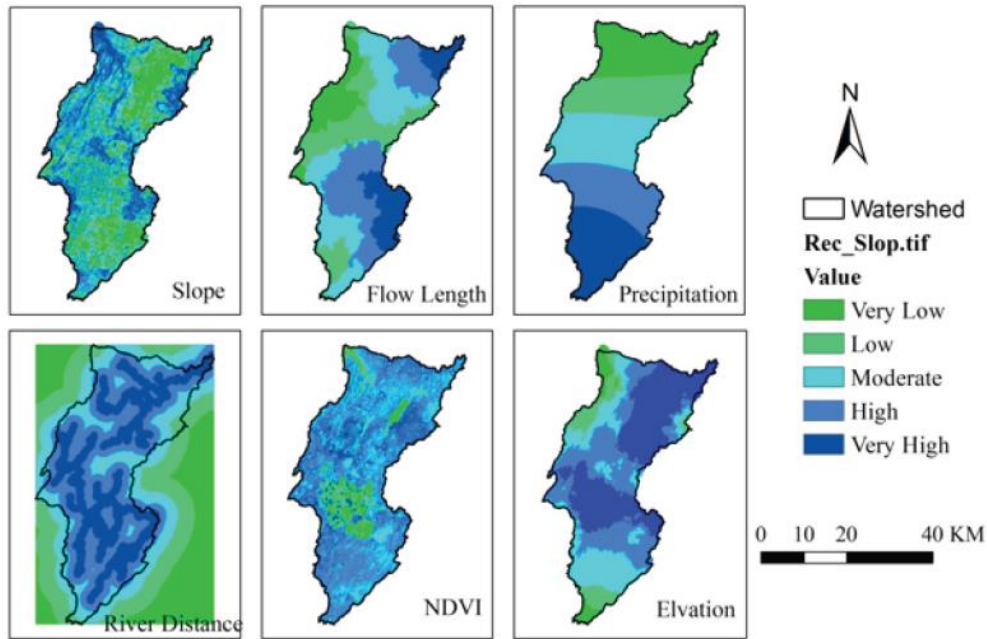 Slope
Flow Length
Precipitation
River Distance
NDVI
Elvation
N
Watershed
Rec_Slop.tif
Value
Very Low
Low
Moderate
High
Very High
0 10 20 40 KM